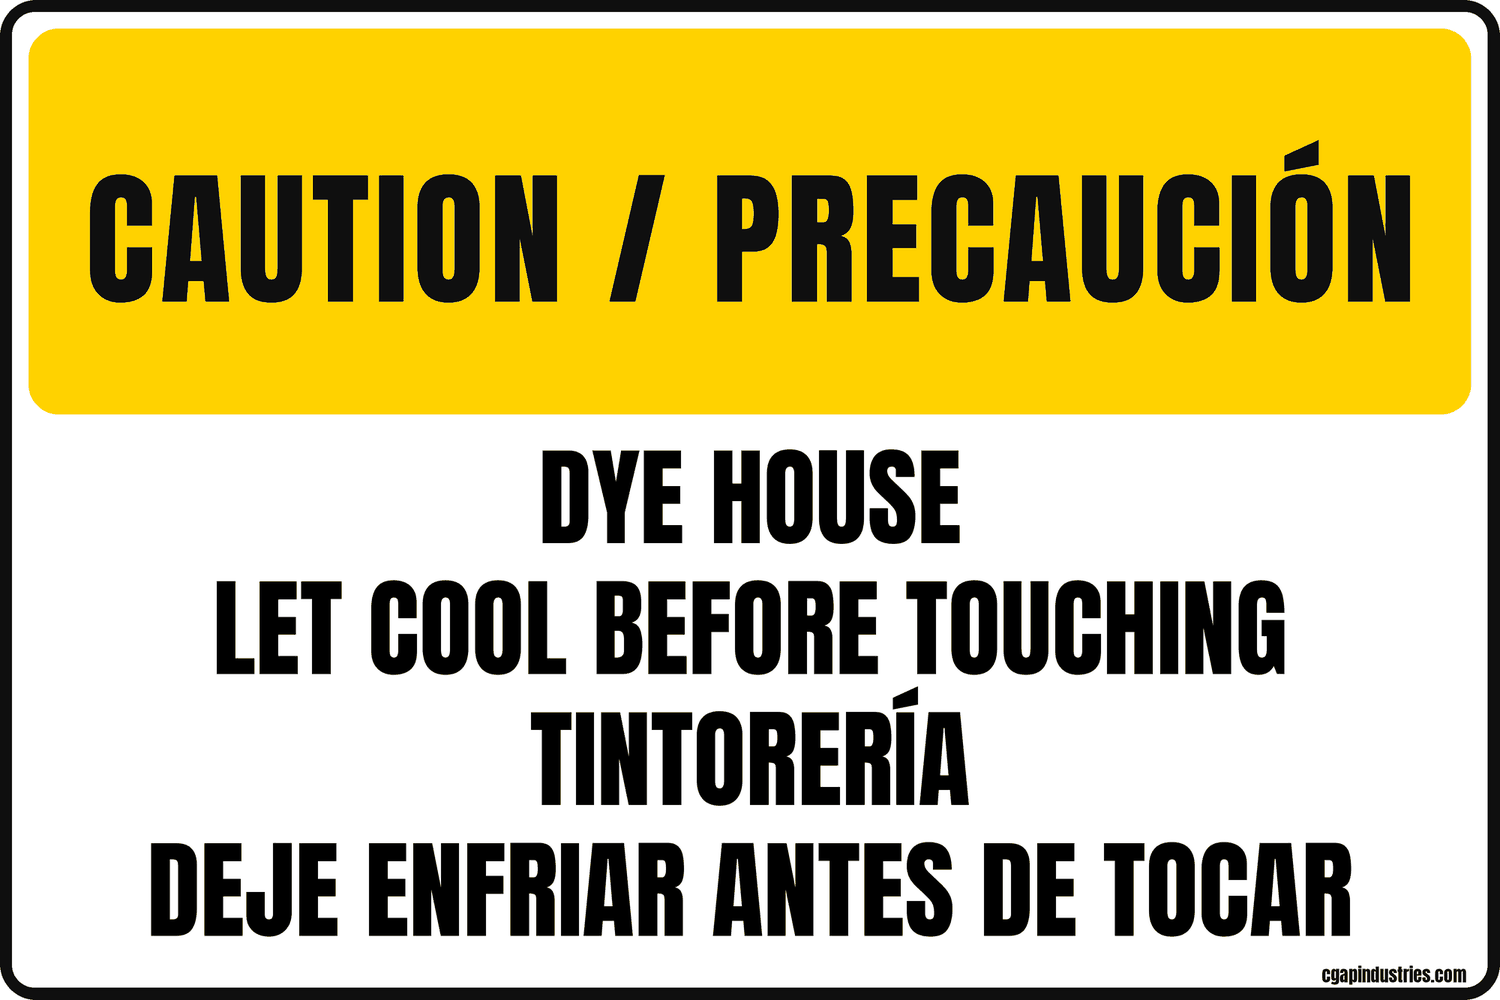 CAUTION / PRECAUCIÓN
DYE HOUSE
LET COOL BEFORE TOUCHING
TINTORERÍA
DEJE ENFRIAR ANTES DE TOCAR
cgapindustries.com